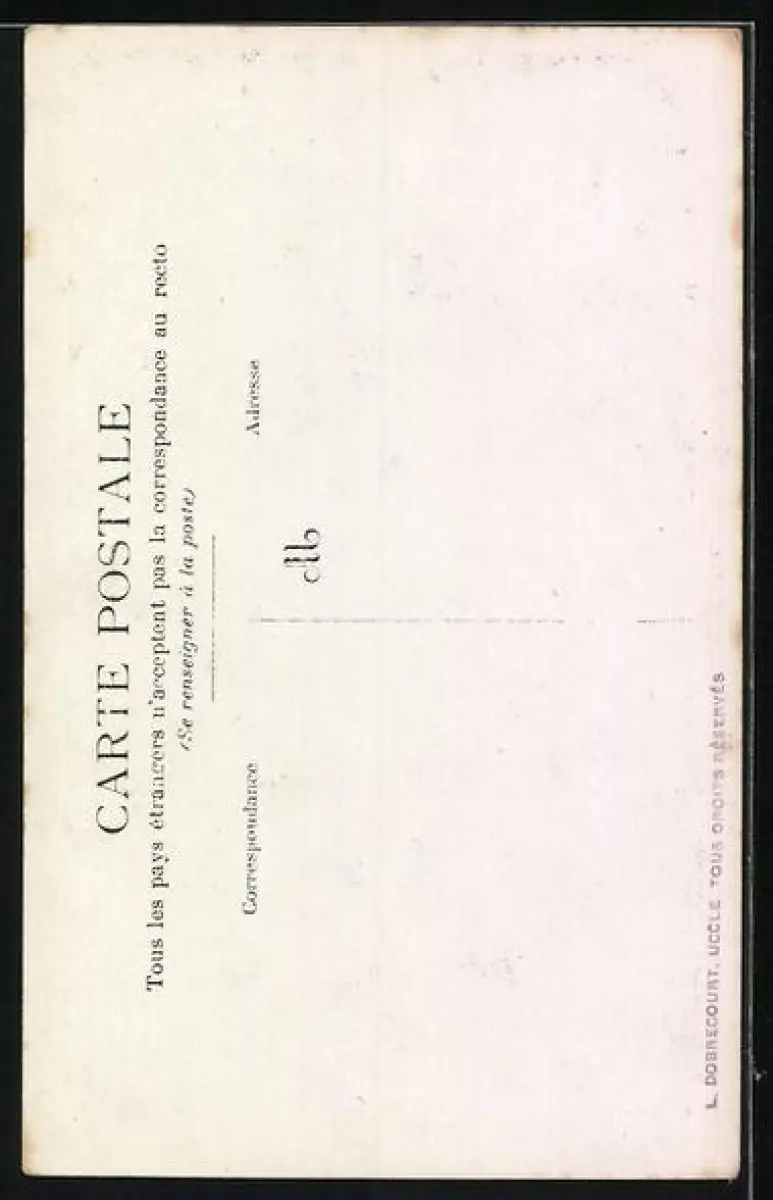 CARTE POSTALE
Tous les pays étrangers n'acceptent pas la correspondance au recto
(Se renseigner à la poste)
Correspondance
Adresse
L. DOBRECOURT, UCCLE TOUS DROITS RÉSERVÉS